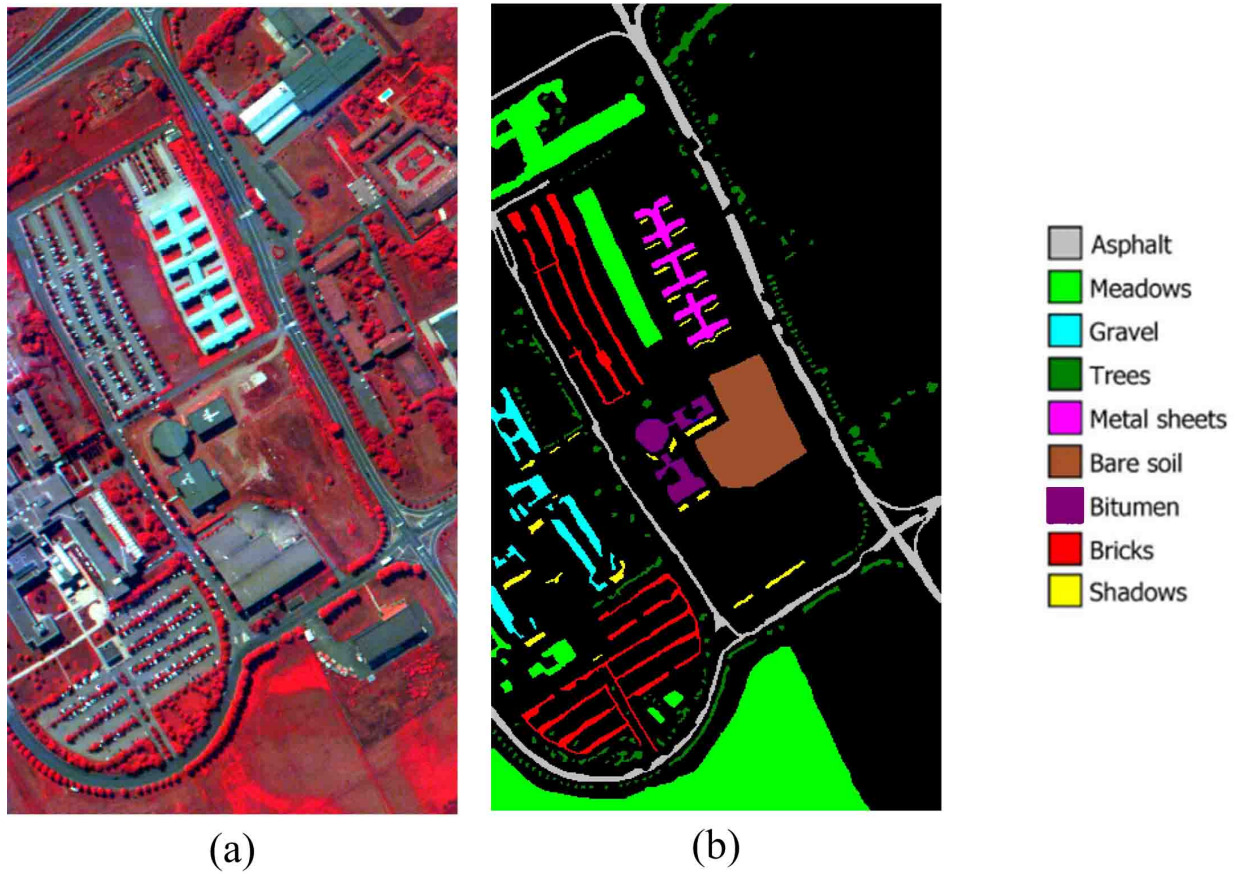 Asphalt
Meadows
Gravel
Trees
Metal sheets
Bare soil
Bitumen
Bricks
Shadows
(a)
(b)